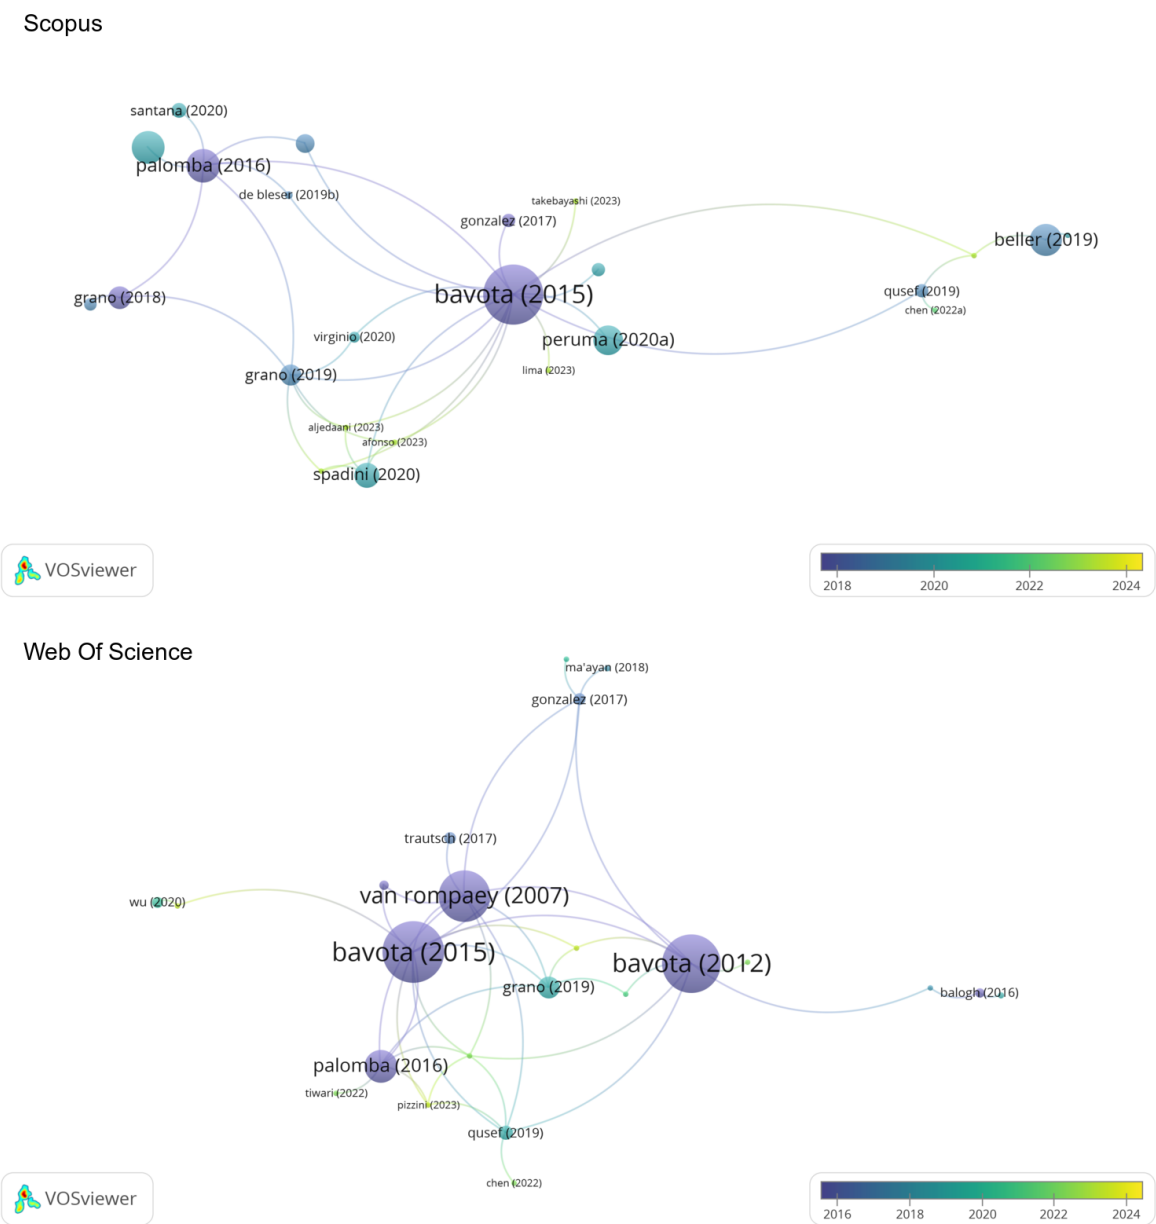 Scopus
santana (2020)
palomba (2016)
de bleser (2019b)
takebayashi (2023)
gonzalez (2017)
beller (2019)
grano (2018)
bavota (2015)
qusef (2019)
chen (2022a)
virginio (2020)
peruma (2020a)
lima (2023)
grano (2019)
aljedaani (2023)
afonso (2023)
spadini (2020)
VOSviewer
2018 2020 2022 2024
Web Of Science
ma'ayan (2018)
gonzalez (2017)
trautsch (2017)
van rompaey (2007)
wu (2020)
bavota (2015)
bavota (2012)
grano (2019)
balogh (2016)
palomba (2016)
tiwari (2022)
pizzini (2023)
qusef (2019)
chen (2022)
VOSviewer
2016 2018 2020 2022 2024